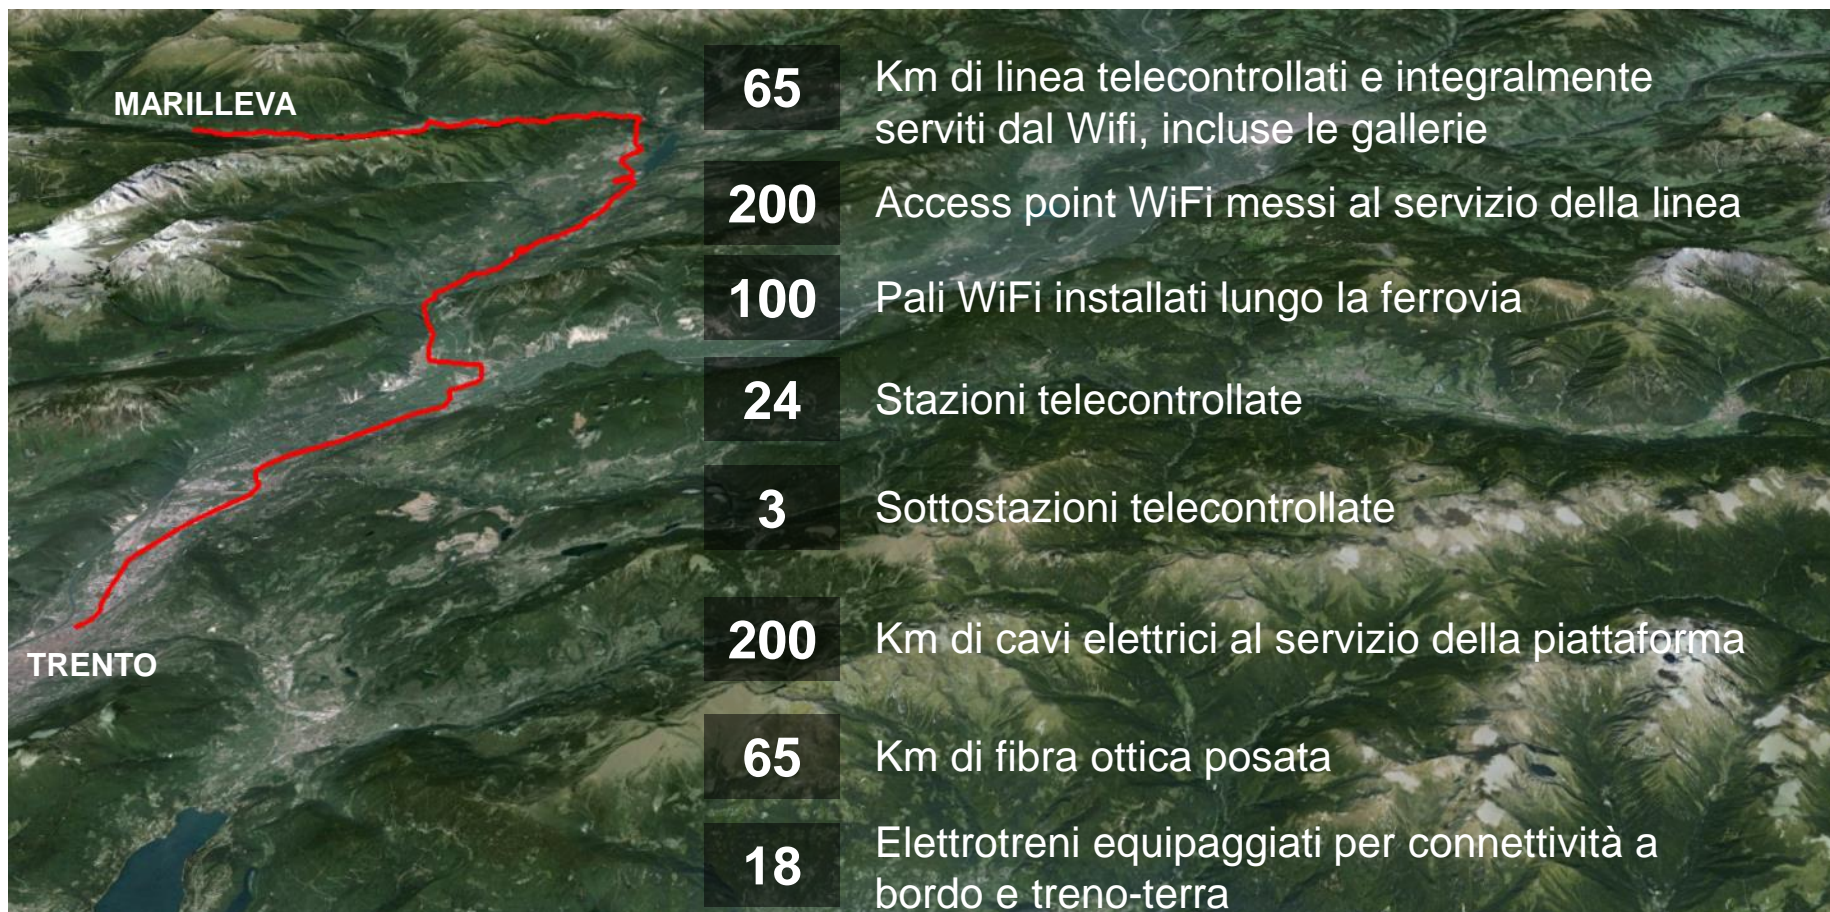 MARILLEVA
TRENTO
65
Km di linea telecontrollati e integralmente
serviti dal Wifi, incluse le gallerie
200
Access point WiFi messi al servizio della linea
100
Pali WiFi installati lungo la ferrovia
24
Stazioni telecontrollate
3
Sottostazioni telecontrollate
200
Km di cavi elettrici al servizio della piattaforma
65
Km di fibra ottica posata
18
Elettrotreni equipaggiati per connettività a
bordo e treno-terra